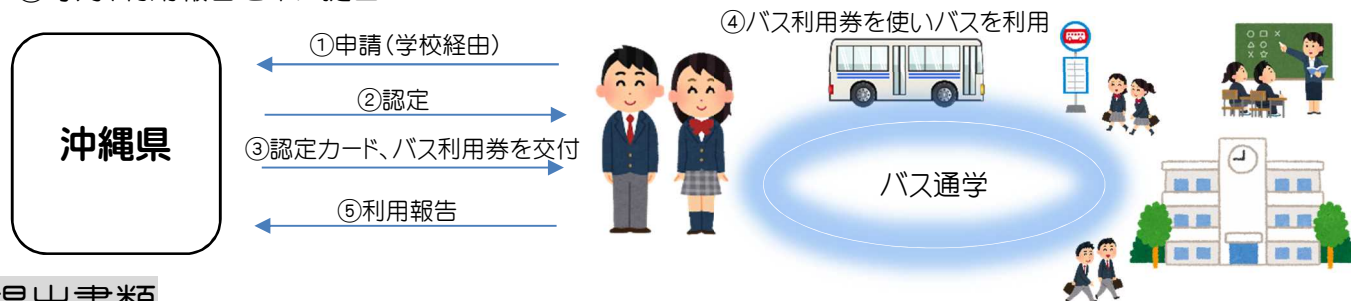 ④バス利用券を使いバスを利用
①申請(学校経由)
②認定
沖縄県
③認定カード、バス利用券を交付
バス通学
⑤利用報告